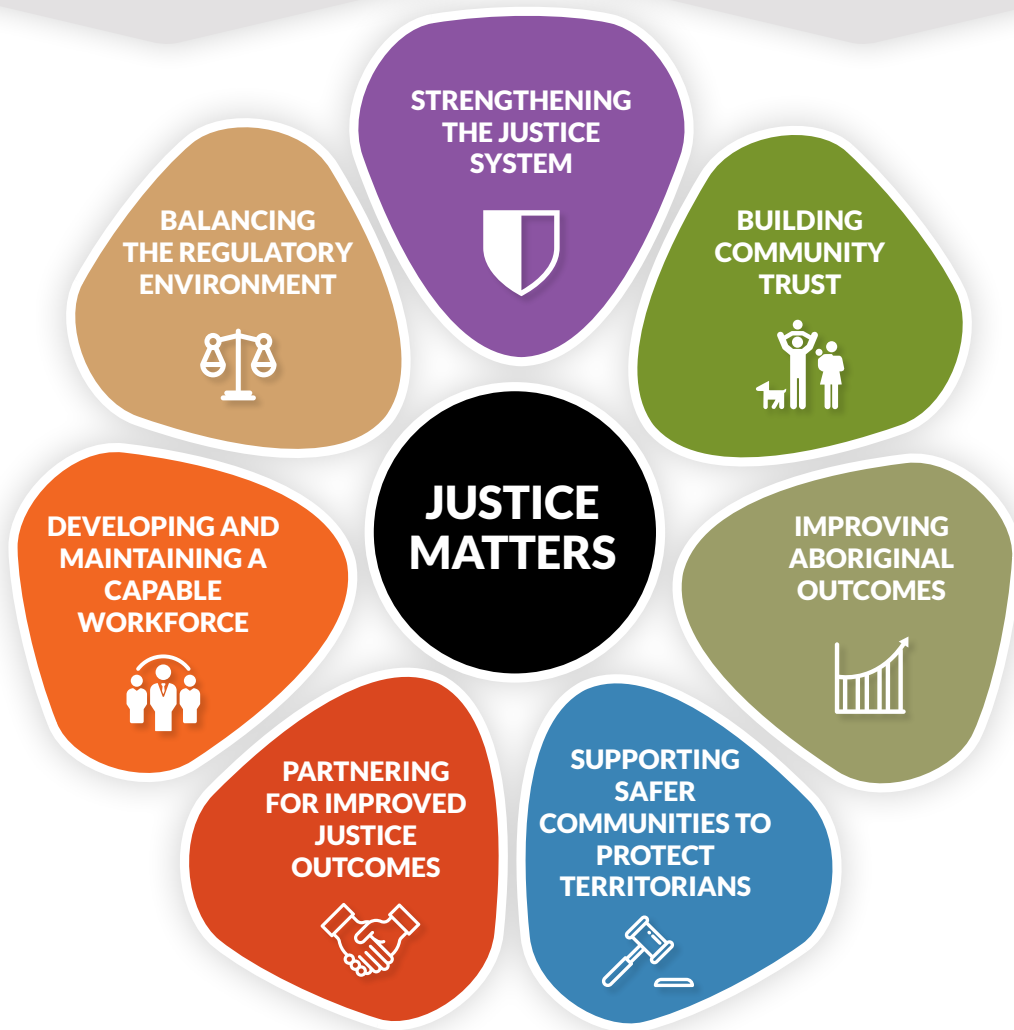 STRENGTHENING
THE JUSTICE
SYSTEM
BUILDING
COMMUNITY
TRUST
IMPROVING
ABORIGINAL
OUTCOMES
SUPPORTING
SAFER
COMMUNITIES TO
PROTECT
TERRITORIANS
PARTNERING
FOR IMPROVED
JUSTICE
OUTCOMES
DEVELOPING AND
MAINTAINING A
CAPABLE
WORKFORCE
BALANCING
THE REGULATORY
ENVIRONMENT
JUSTICE
MATTERS